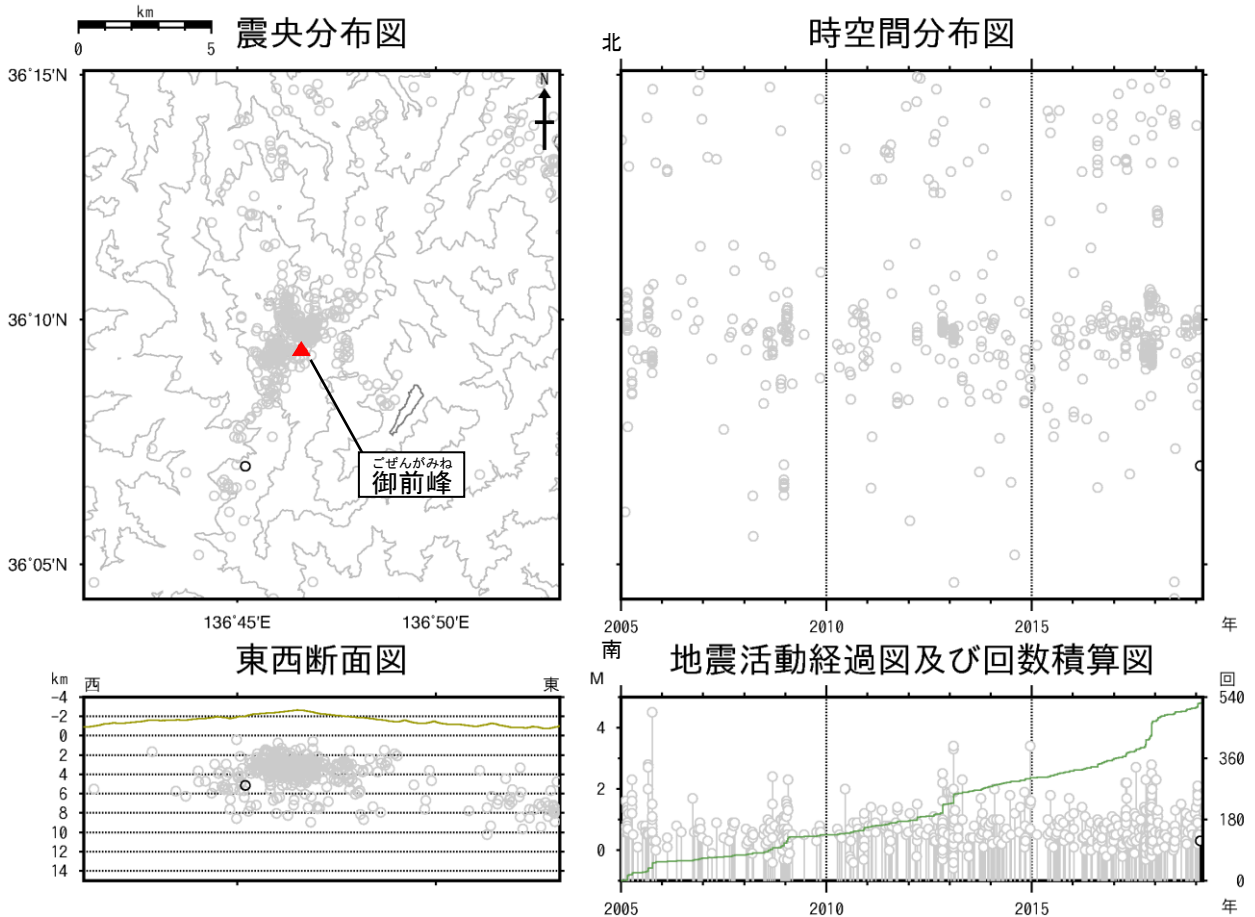 km
0 5
震央分布図
36°15'N
36°10'N
36°05'N
N
ごぜんがみね
御前峰
136°45'E 136°50'E
時空間分布図
北
2005 2010 2015 年
南
東西断面図
km
西 東
-4
-2
0
2
4
6
8
10
12
14
地震活動経過図及び回数積算図
M 回
4
2
0
540
360
180
0
2005 2010 2015 年